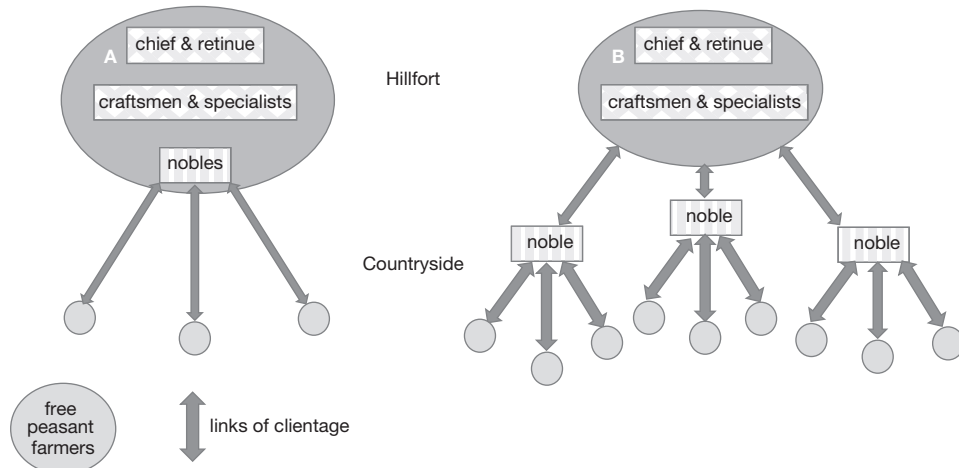 A
chief & retinue
craftsmen & specialists
nobles
Hillfort
B
chief & retinue
craftsmen & specialists
noble
noble
noble
Countryside
free
peasant
farmers
links of clientage